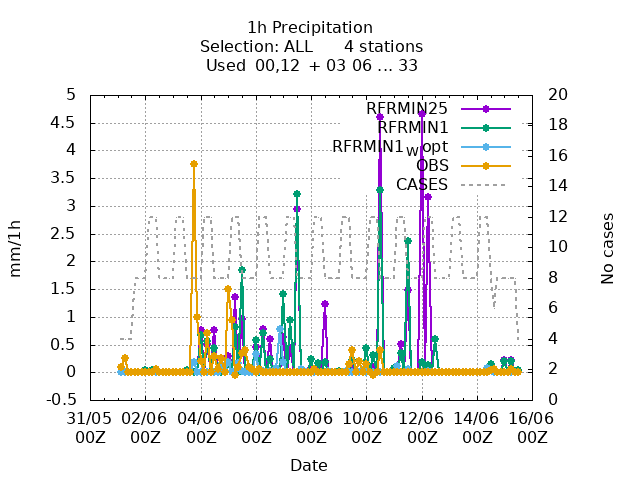 1h Precipitation
Selection: ALL 4 stations
Used 00,12 + 03 06 ... 33
RFRMIN25
RFRMIN1
RFRMIN1_W opt
OBS
CASES
mm/1h
5
4.5
4
3.5
3
2.5
2
1.5
1
0.5
0
-0.5
No cases
20
18
16
14
12
10
8
6
4
2
0
31/05 02/06 04/06 06/06 08/06 10/06 12/06 14/06 16/06
00Z 00Z 00Z 00Z 00Z 00Z 00Z 00Z 00Z
Date